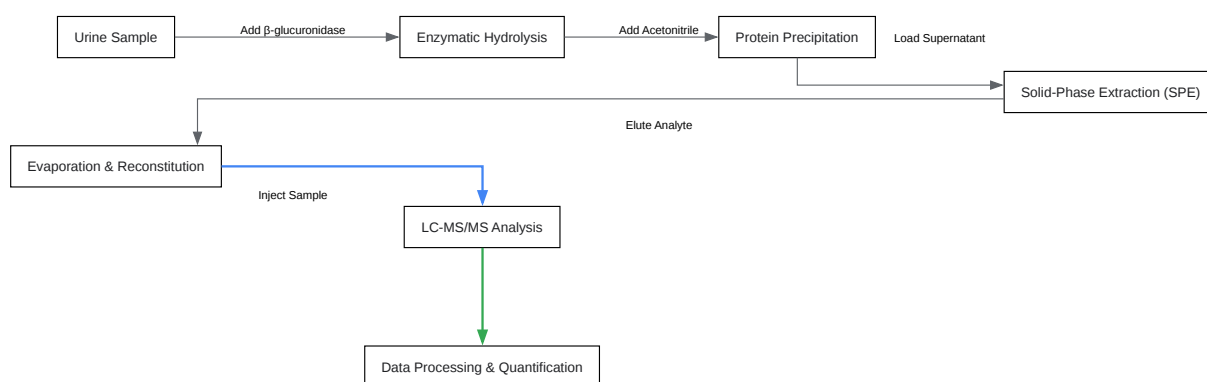 Urine Sample
Add β-glucuronidase
Enzymatic Hydrolysis
Add Acetonitrile
Protein Precipitation
Load Supernatant
Solid-Phase Extraction (SPE)
Elute Analyte
Evaporation & Reconstitution
Inject Sample
LC-MS/MS Analysis
Data Processing & Quantification